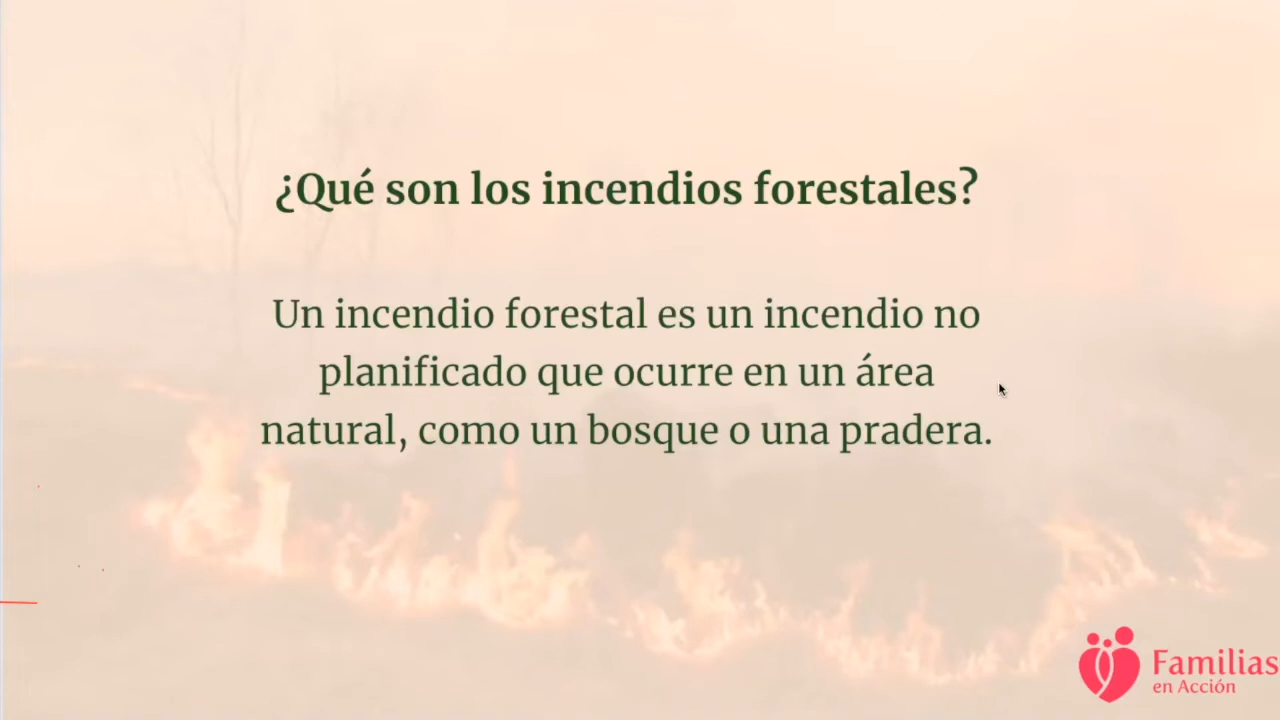 ¿Qué son los incendios forestales?
Un incendio forestal es un incendio no
planificado que ocurre en un área
natural, como un bosque o una pradera.
Familias
en Acción